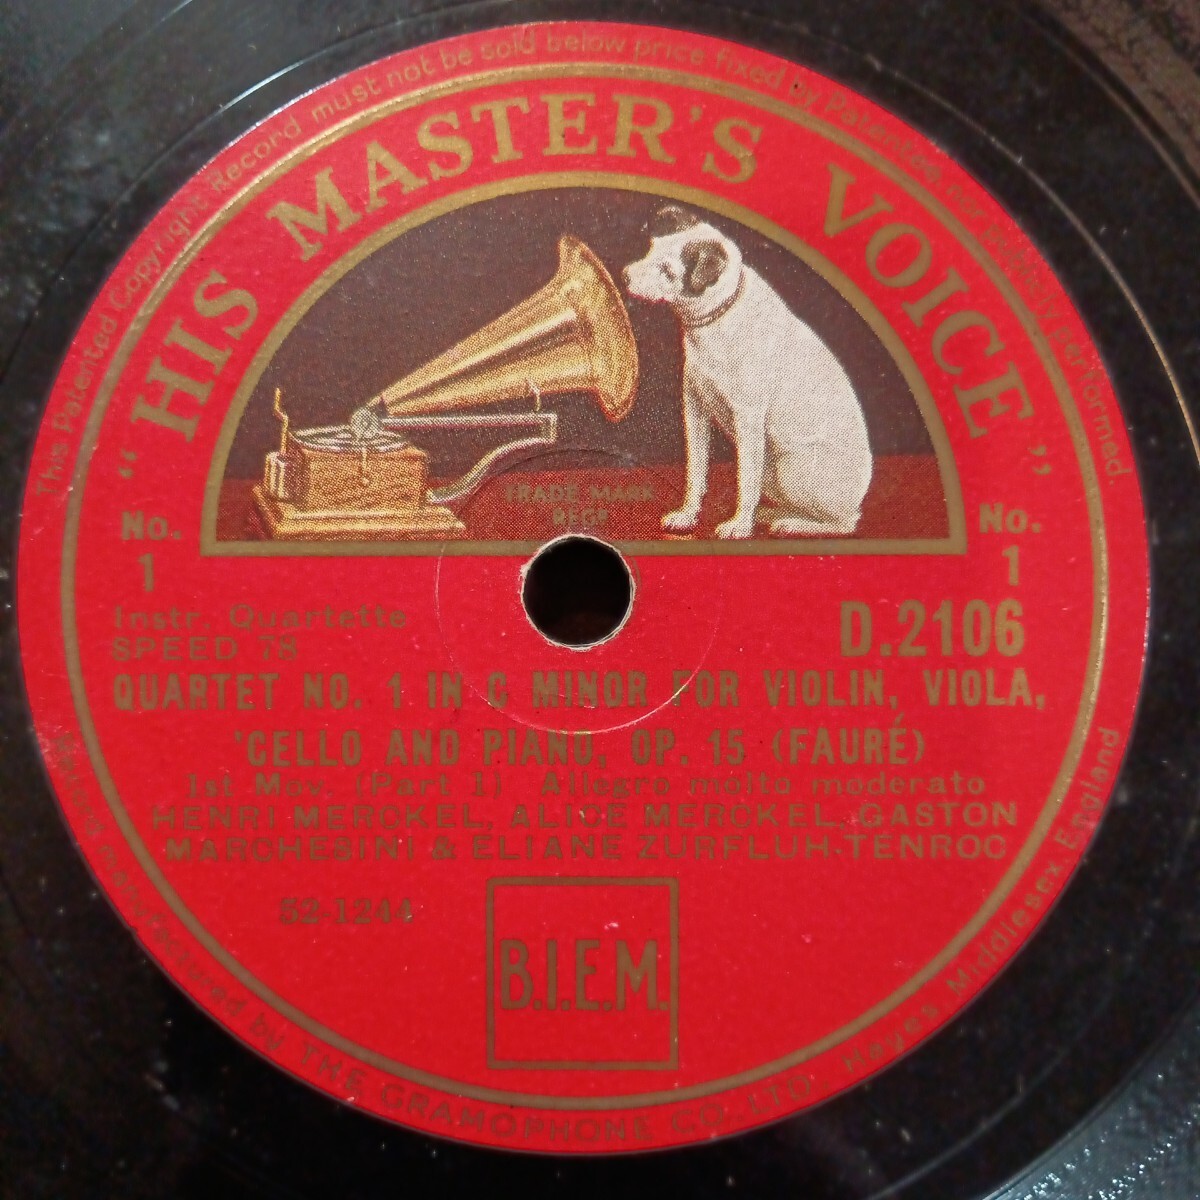 This Patented Copyright Record must not be sold below price fixed by Patentee, nor publicly performed.
"HIS MASTER'S VOICE"
TRADE MARK
REGD
No. 1
No. 1
Instr. Quartette
SPEED 78
D.2106
QUARTET NO. 1 IN C MINOR FOR VIOLIN, VIOLA,
'CELLO AND PIANO, OP. 15 (FAURÉ)
1st Mov. (Part 1) Allegro molto moderato
HENRI MERCKEL, ALICE MERCKEL, GASTON
MARCHESINI & ELIANE ZURFLUH-TENROC
52-1244
B.I.E.M.
manufactured by THE GRAMOPHONE CO., LTD., Hayes, Middlesex, England